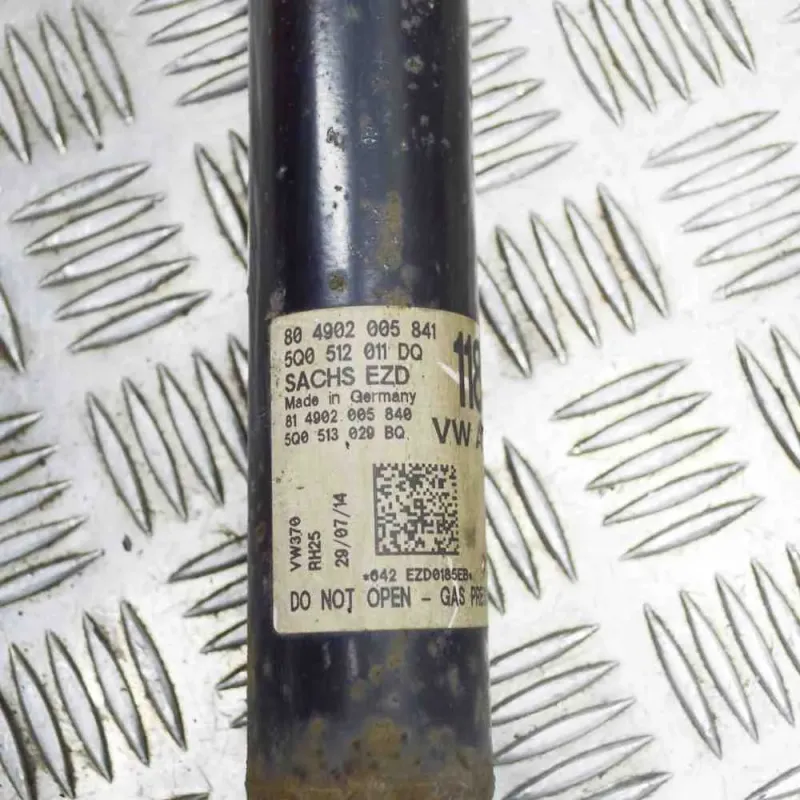 80 4902 005 841
5Q0 512 011 DQ
SACHS EZD
Made in Germany
81 4902 005 840
5Q0 513 029 BQ
118
VW
VW370
RH25
29/07/14
*642 EZD0185EB*
DO NOT OPEN - GAS